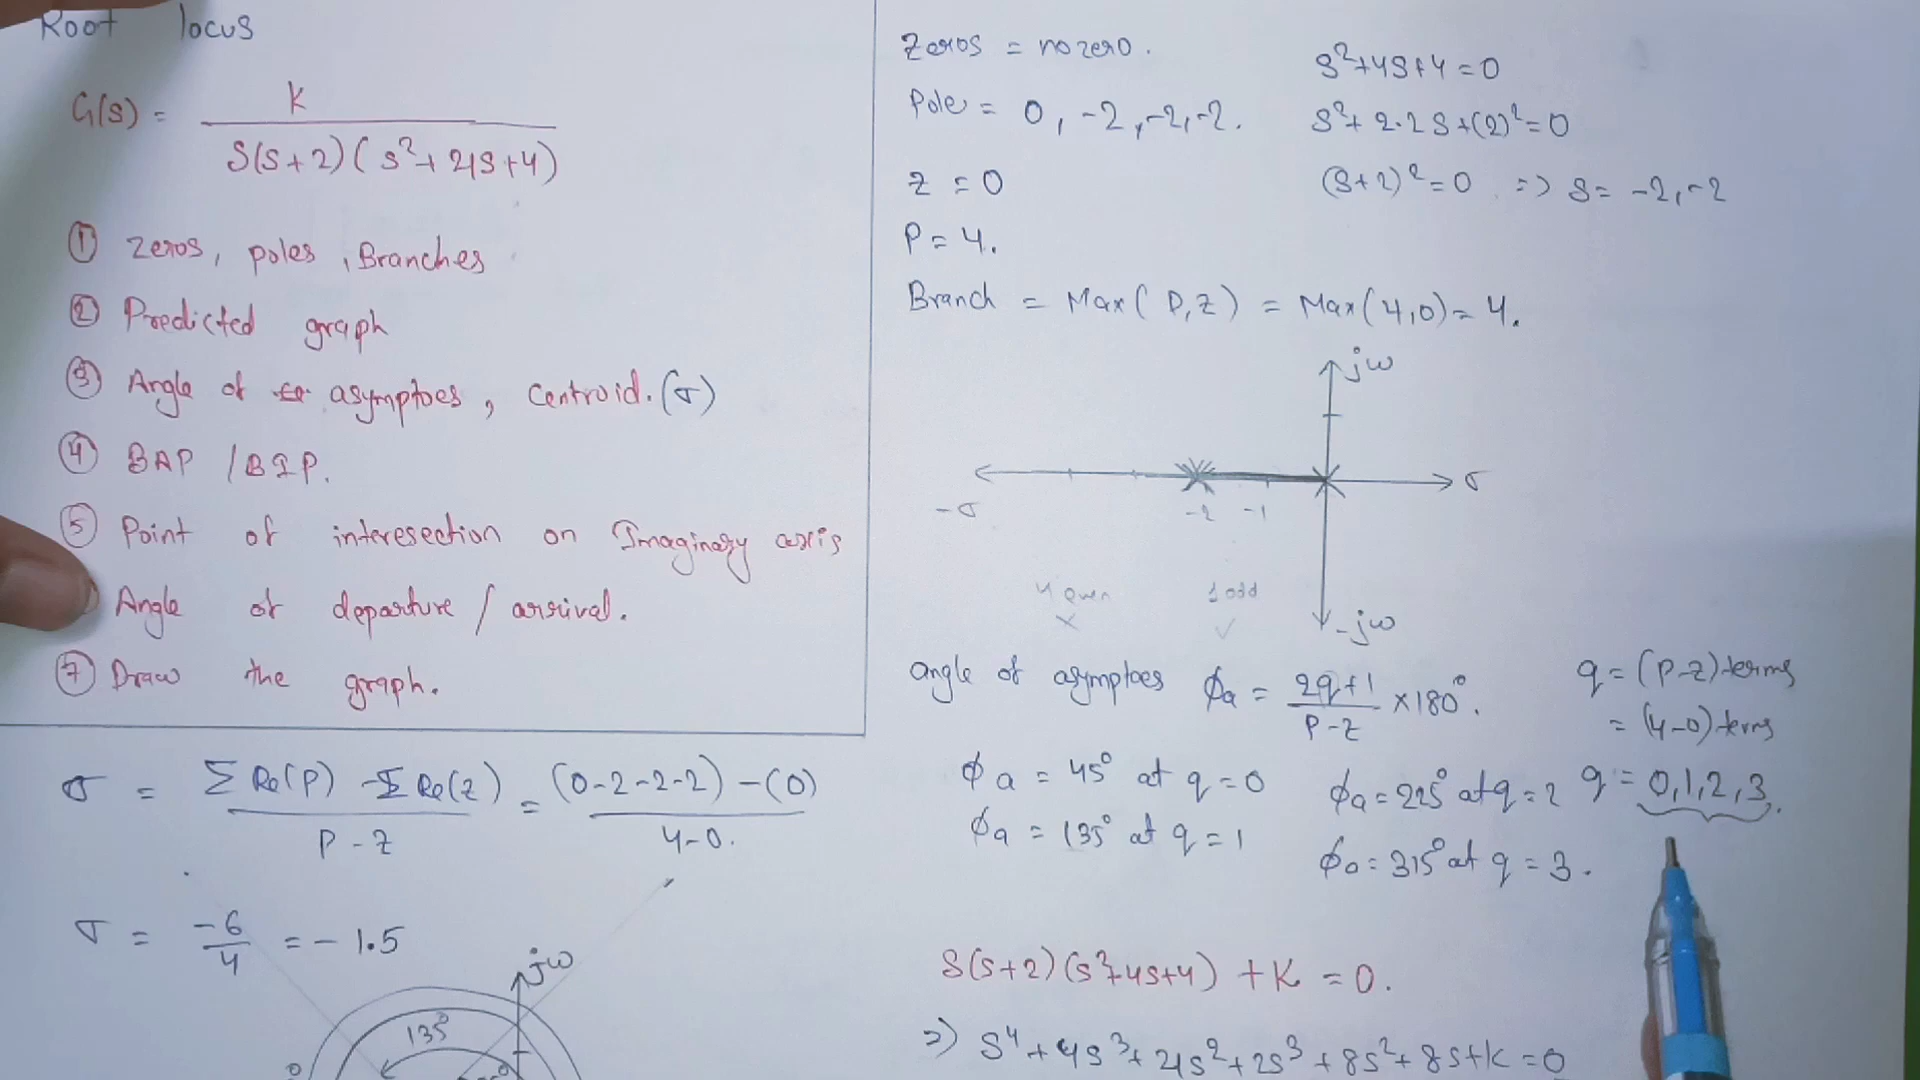 Root locus
G(s) = K
S(S+2)(S²+4S+4)
① Zeros, poles, Branches
② Predicted graph
③ Angle of asymptoes, centroid. (σ)
④ BAP / BIP.
⑤ Point of interesection on Imaginary axis
Angle of departure / arrival.
⑦ Draw the graph.
σ = Σ Re(P) - Σ Re(z) / P - z = (0-2-2-2) - (0) / 4-0.
σ = -6/4 = -1.5
jω
135°
Zeros = no zero.
Pole = 0, -2, -2, -2.
z = 0
P = 4.
Branch = Max( P, z ) = Max( 4, 0 ) = 4.
S²+4S+4 = 0
S²+ 2·2 S+(2)² = 0
(S+2)² = 0 => S = -2, -2
jω
σ
-σ
-2 -1
4 even 1 odd
x ✓
-jω
angle of asymptoes ϕa = 2q+1 / P-z × 180°.
q = (P-z) terms
= (4-0) terms
q = 0,1,2,3.
ϕa = 45° at q = 0
ϕa = 135° at q = 1
ϕa = 225° at q = 2
ϕa = 315° at q = 3.
S(S+2)(S²+4S+4) + K = 0.
=> S⁴+4S³+4S²+2S³+8S²+8S+K = 0